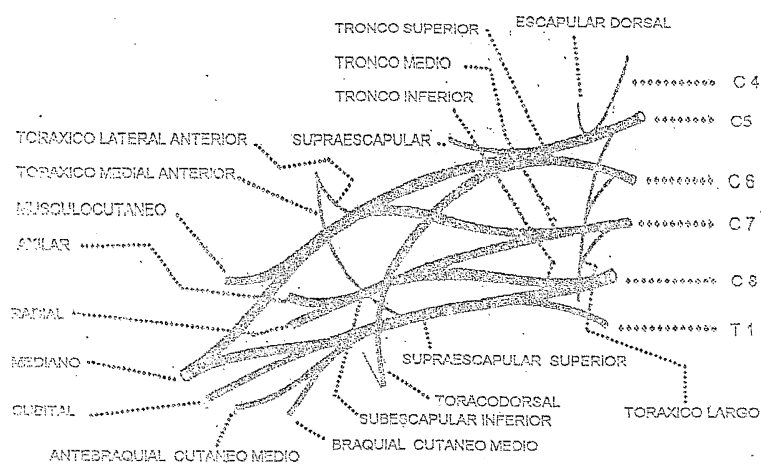 TRONCO SUPERIOR
ESCAPULAR DORSAL
TRONCO MEDIO
TRONCO INFERIOR
C 4
C5
TORAXICO LATERAL ANTERIOR
SUPRAESCAPULAR
TORAXICO MEDIAL ANTERIOR
C 6
MUSCULOCUTANEO
C 7
AXILAR
C 8
RADIAL
T 1
MEDIANO
SUPRAESCAPULAR SUPERIOR
CUBITAL
TORACODORSAL
TORAXICO LARGO
SUBESCAPULAR INFERIOR
BRAQUIAL CUTANEO MEDIO
ANTEBRAQUIAL CUTANEO MEDIO